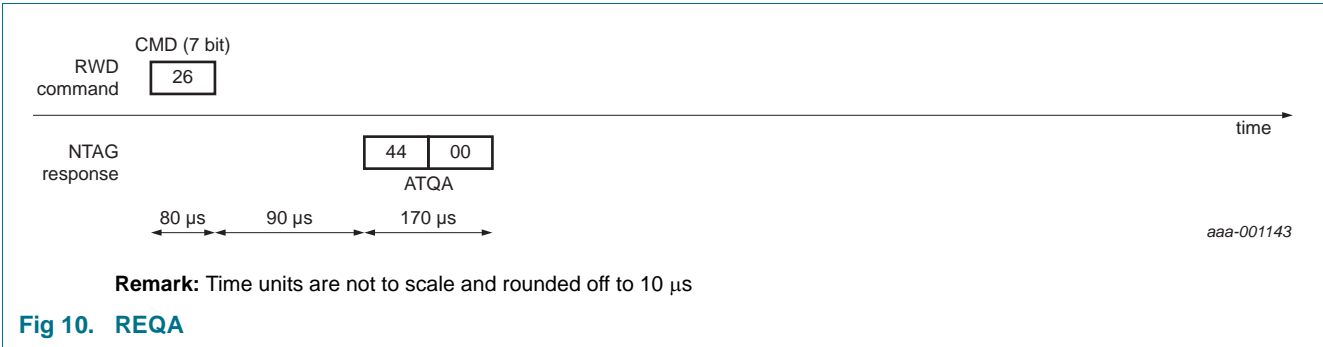 CMD (7 bit)
RWD
command
26
time
NTAG
response
44 00
ATQA
80 µs 90 µs 170 µs
aaa-001143
Remark: Time units are not to scale and rounded off to 10 μs
Fig 10. REQA